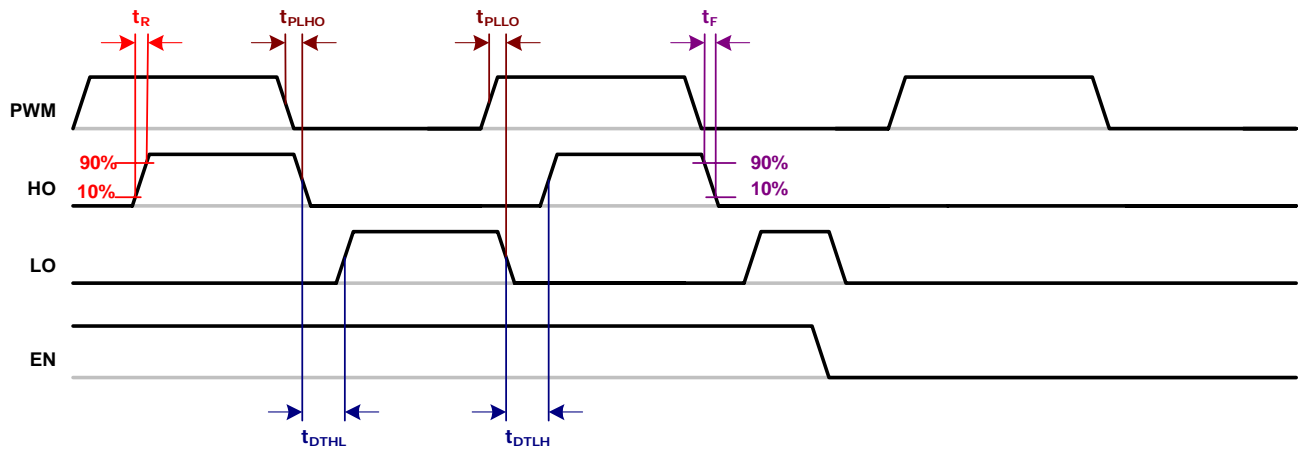 tR tPLHO tPLLO tF
PWM
90% 90%
HO 10% 10%
LO
EN
tDTHL tDTLH